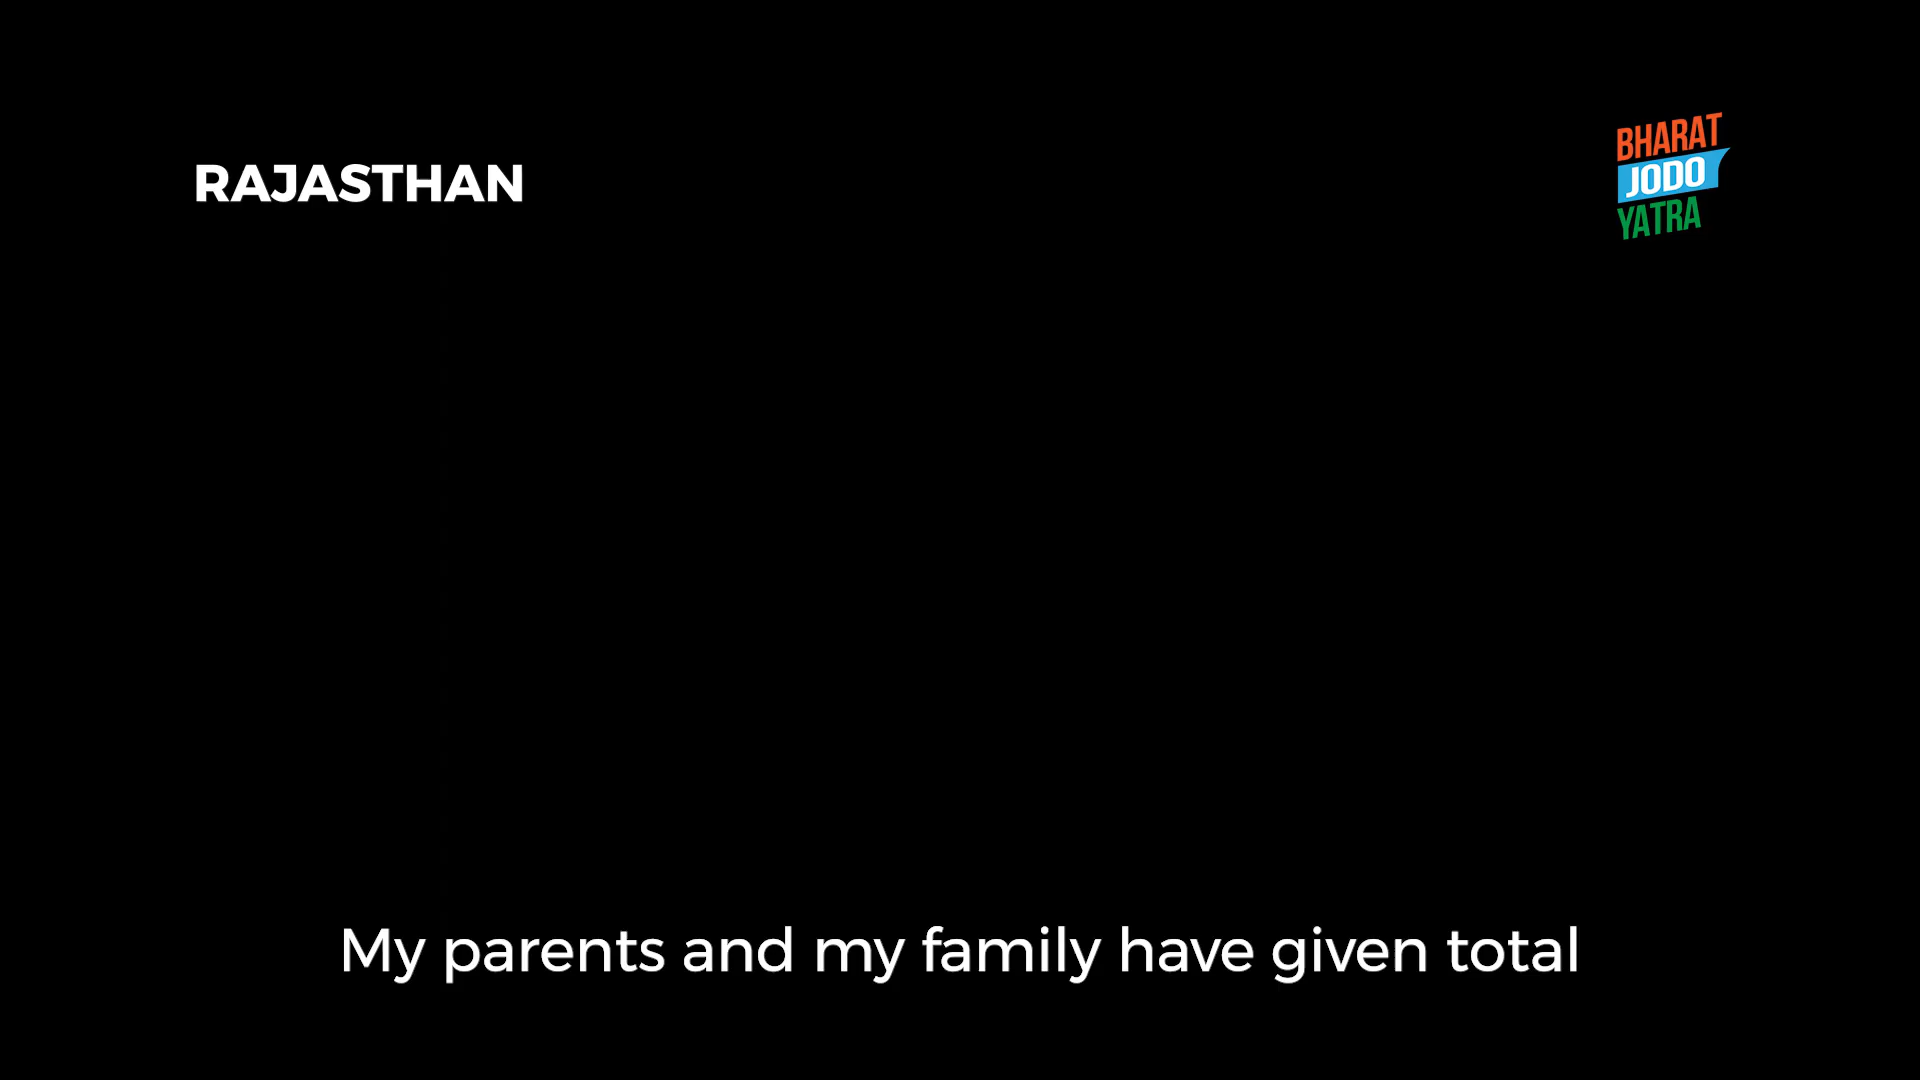 RAJASTHAN
BHARAT
JODO
YATRA
My parents and my family have given total